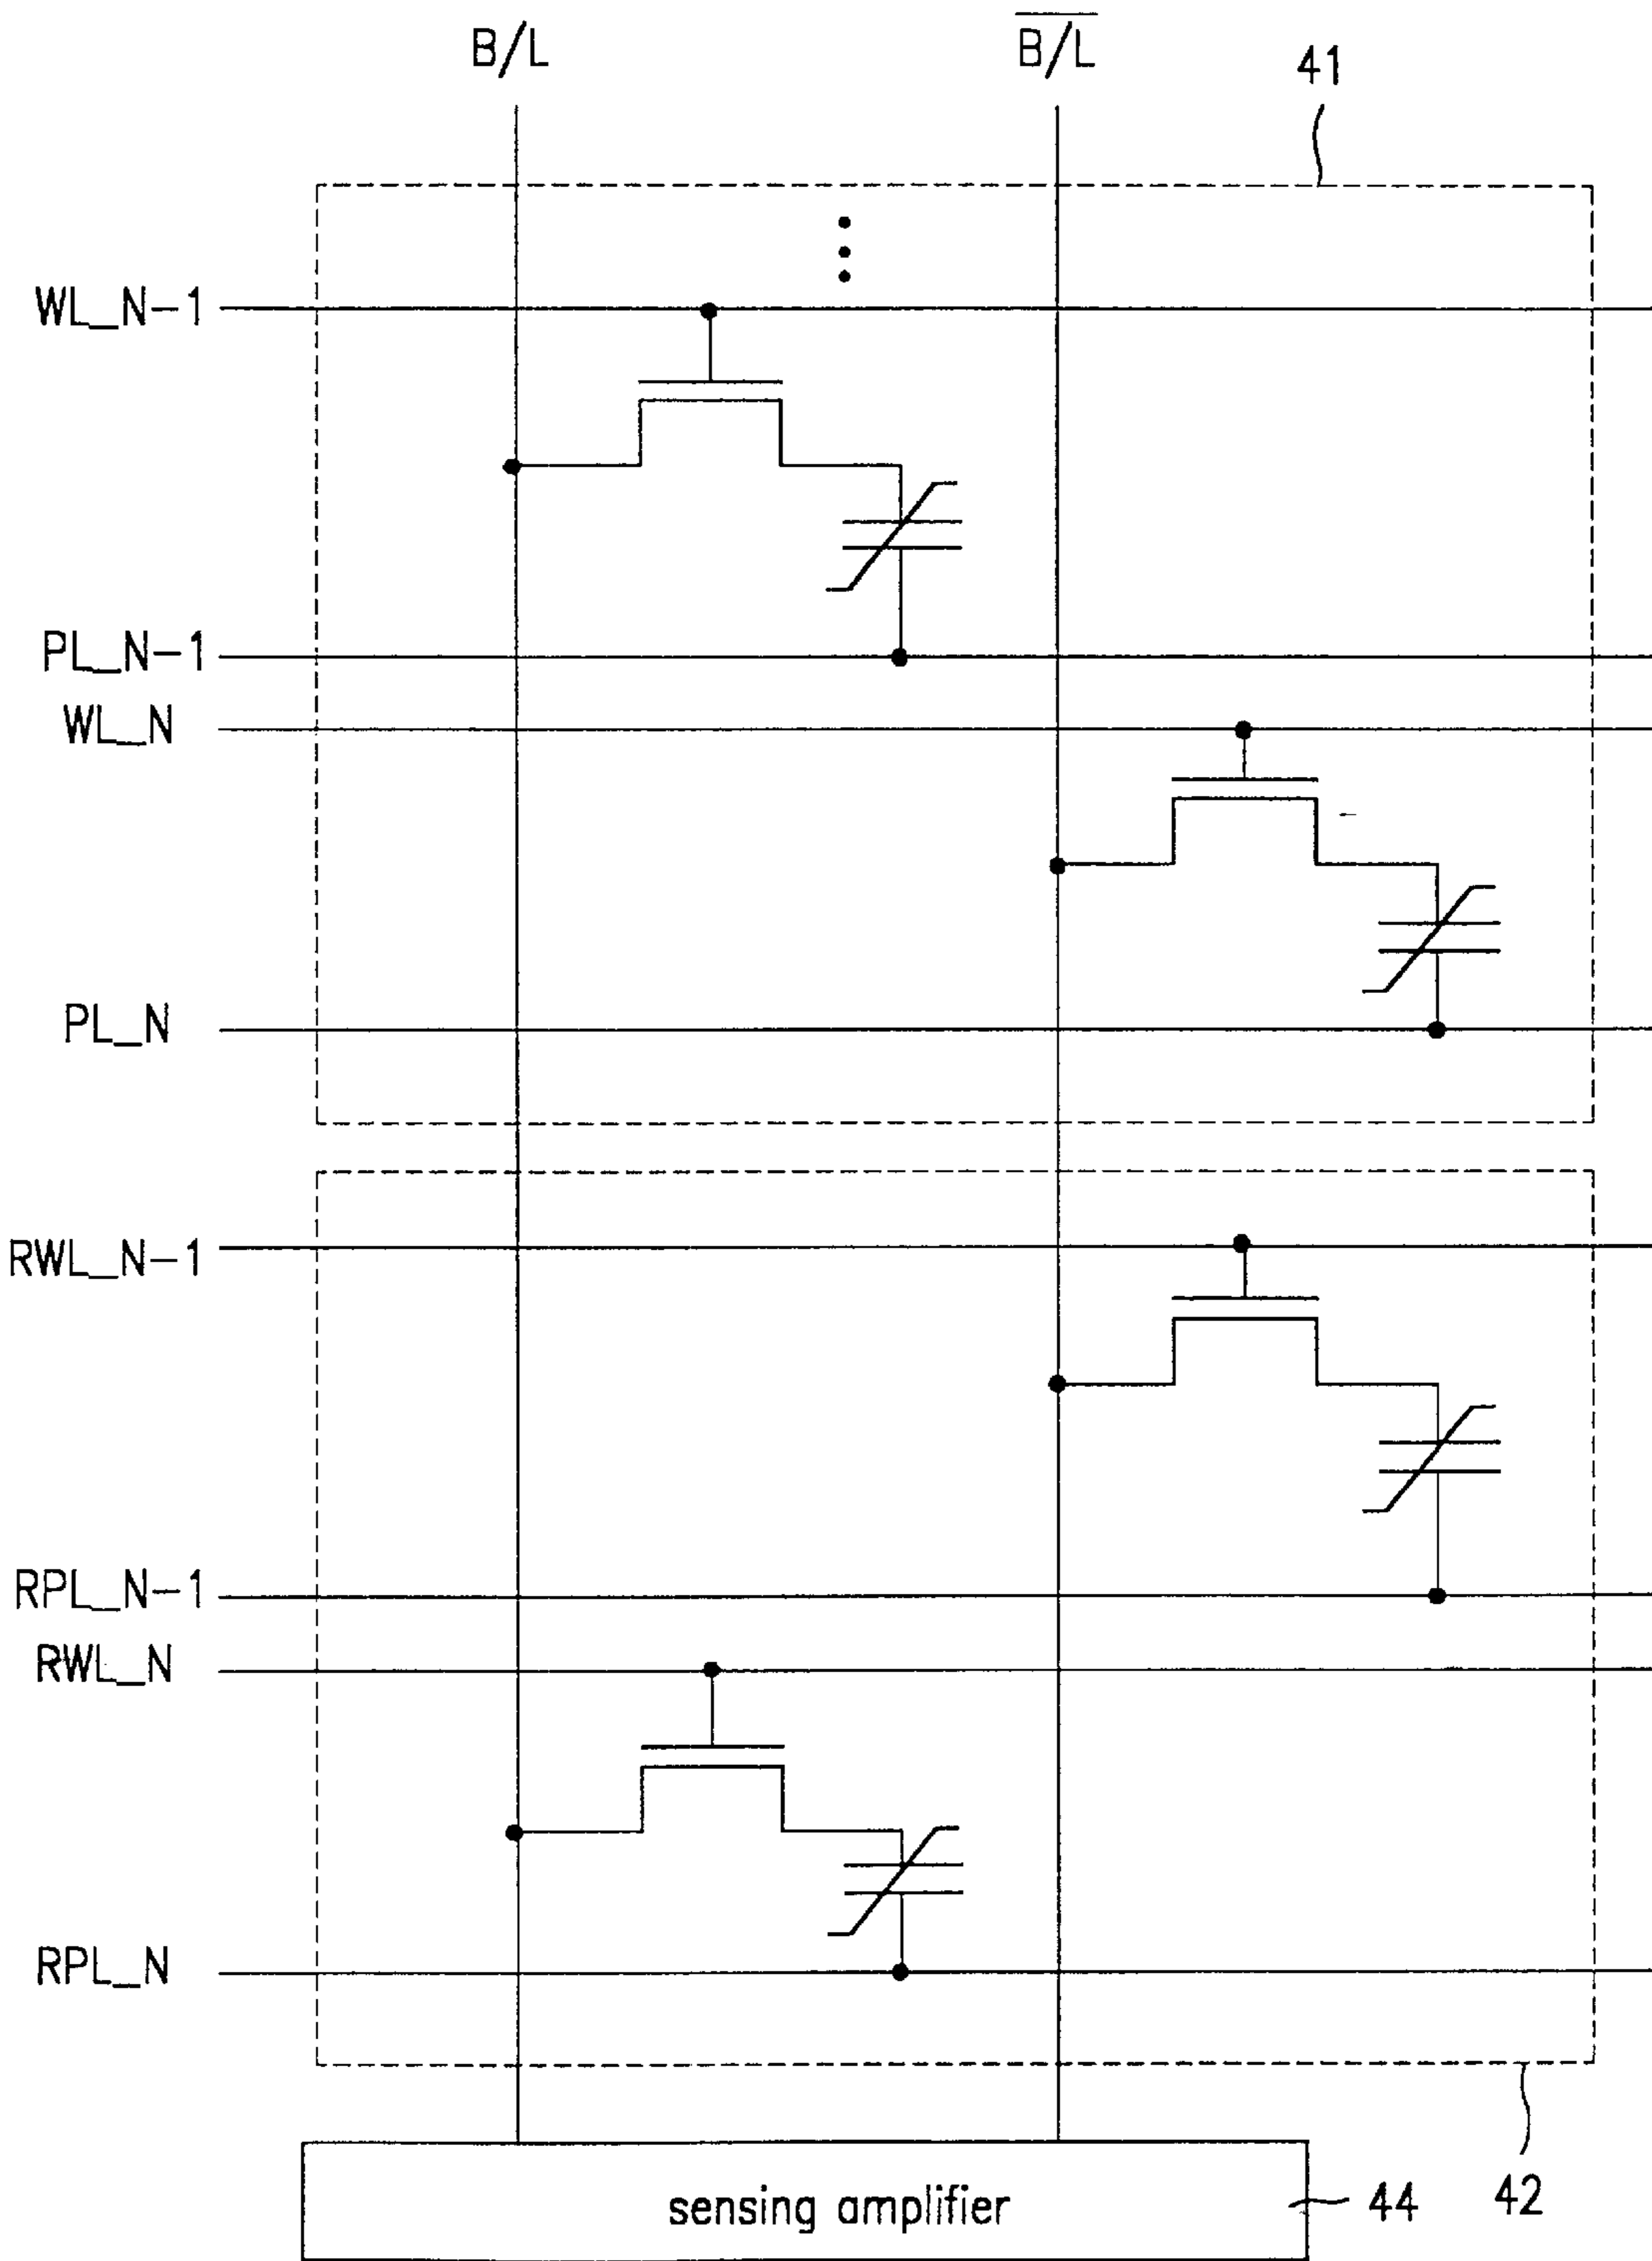 B/L
B/L
41
WL_N-1
PL_N-1
WL_N
PL_N
RWL_N-1
RPL_N-1
RWL_N
RPL_N
sensing amplifier
44
42